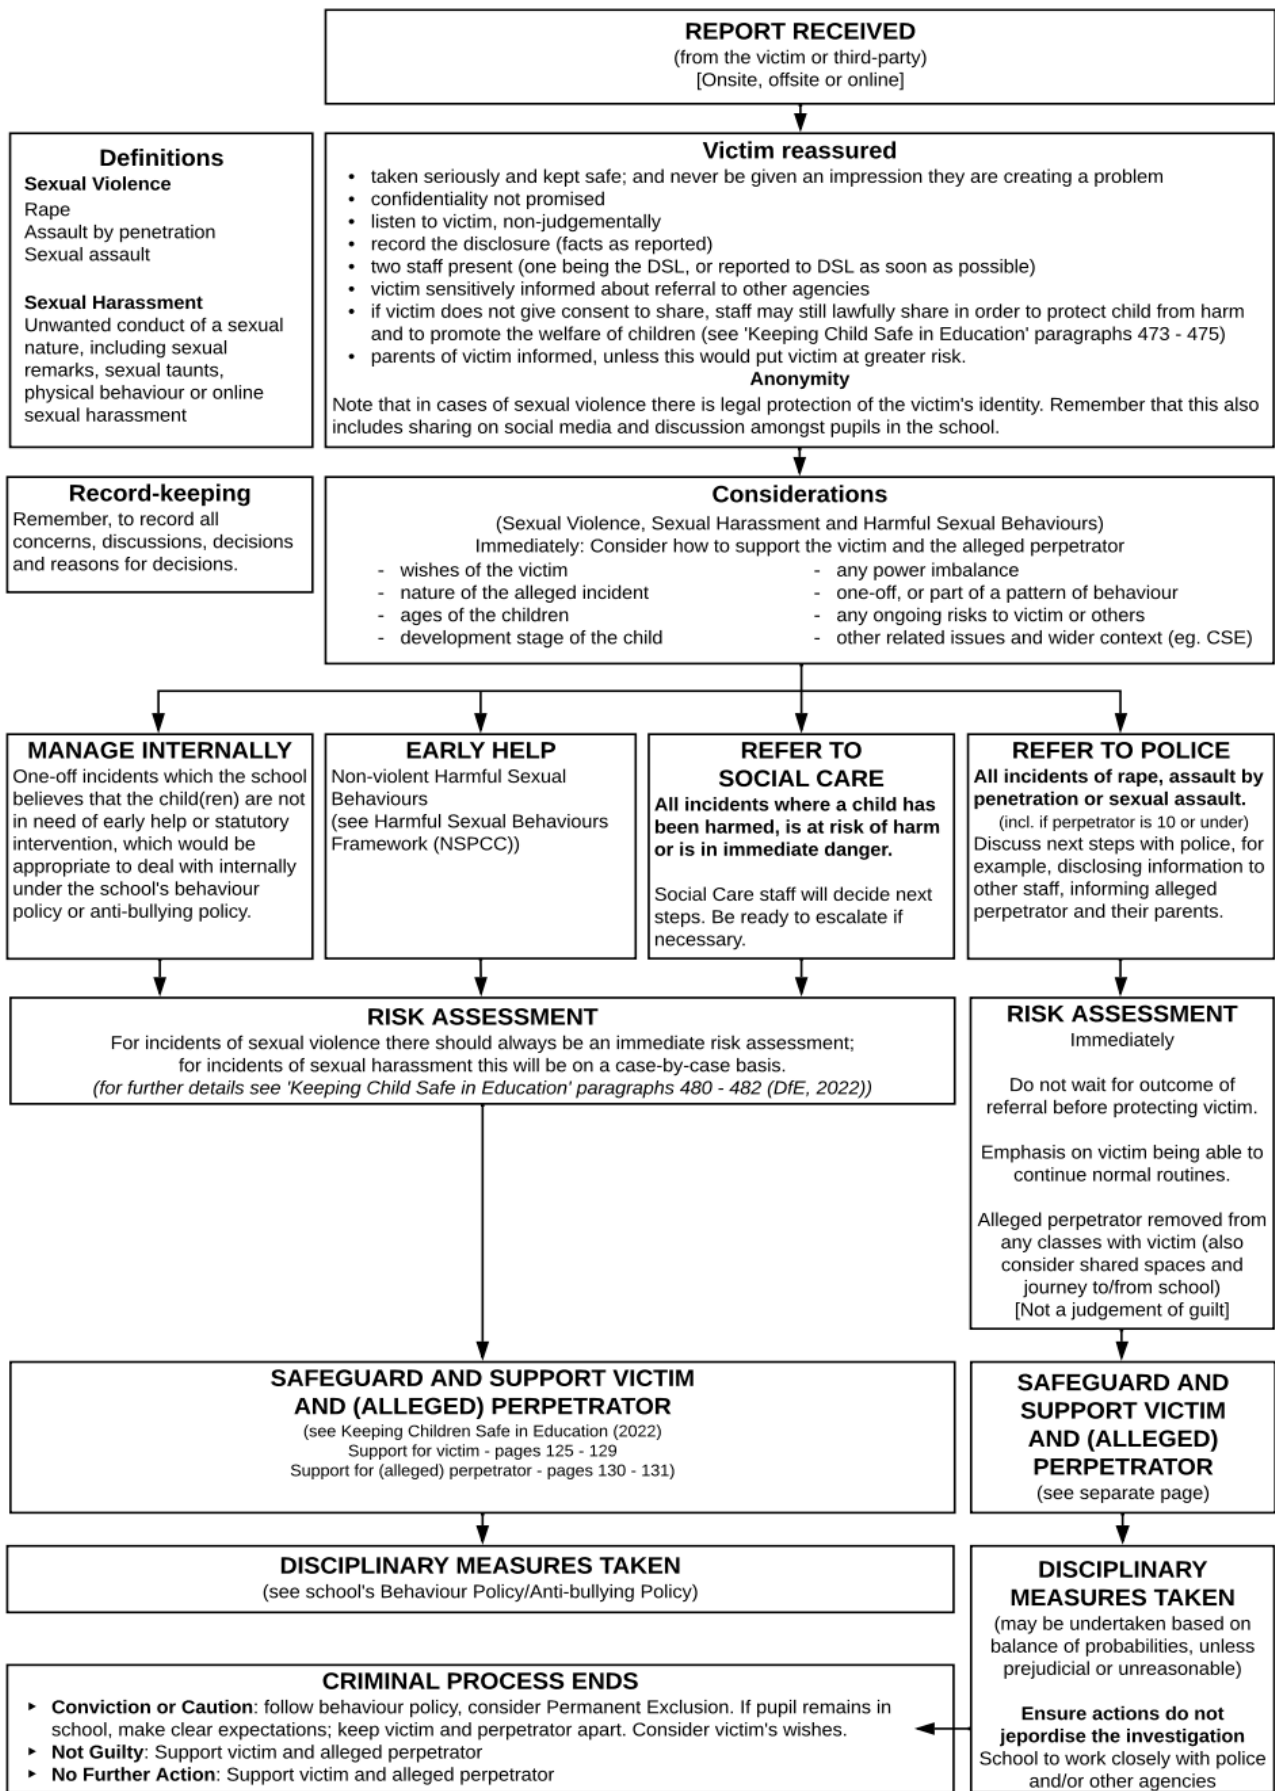 REPORT RECEIVED
(from the victim or third-party)
[Onsite, offsite or online]
Definitions
Sexual Violence
Rape
Assault by penetration
Sexual assault
Sexual Harassment
Unwanted conduct of a sexual
nature, including sexual
remarks, sexual taunts,
physical behaviour or online
sexual harassment
Victim reassured
• taken seriously and kept safe; and never be given an impression they are creating a problem
• confidentiality not promised
• listen to victim, non-judgementally
• record the disclosure (facts as reported)
• two staff present (one being the DSL, or reported to DSL as soon as possible)
• victim sensitively informed about referral to other agencies
• if victim does not give consent to share, staff may still lawfully share in order to protect child from harm
and to promote the welfare of children (see 'Keeping Child Safe in Education' paragraphs 473 - 475)
• parents of victim informed, unless this would put victim at greater risk.
Anonymity
Note that in cases of sexual violence there is legal protection of the victim's identity. Remember that this also
includes sharing on social media and discussion amongst pupils in the school.
Record-keeping
Remember, to record all
concerns, discussions, decisions
and reasons for decisions.
Considerations
(Sexual Violence, Sexual Harassment and Harmful Sexual Behaviours)
Immediately: Consider how to support the victim and the alleged perpetrator
- wishes of the victim
- nature of the alleged incident
- ages of the children
- development stage of the child
- any power imbalance
- one-off, or part of a pattern of behaviour
- any ongoing risks to victim or others
- other related issues and wider context (eg. CSE)
MANAGE INTERNALLY
One-off incidents which the school
believes that the child(ren) are not
in need of early help or statutory
intervention, which would be
appropriate to deal with internally
under the school's behaviour
policy or anti-bullying policy.
EARLY HELP
Non-violent Harmful Sexual
Behaviours
(see Harmful Sexual Behaviours
Framework (NSPCC))
REFER TO
SOCIAL CARE
All incidents where a child has
been harmed, is at risk of harm
or is in immediate danger.
Social Care staff will decide next
steps. Be ready to escalate if
necessary.
REFER TO POLICE
All incidents of rape, assault by
penetration or sexual assault.
(incl. if perpetrator is 10 or under)
Discuss next steps with police, for
example, disclosing information to
other staff, informing alleged
perpetrator and their parents.
RISK ASSESSMENT
For incidents of sexual violence there should always be an immediate risk assessment;
for incidents of sexual harassment this will be on a case-by-case basis.
(for further details see 'Keeping Child Safe in Education' paragraphs 480 - 482 (DfE, 2022))
RISK ASSESSMENT
Immediately
Do not wait for outcome of
referral before protecting victim.
Emphasis on victim being able to
continue normal routines.
Alleged perpetrator removed from
any classes with victim (also
consider shared spaces and
journey to/from school)
[Not a judgement of guilt]
SAFEGUARD AND SUPPORT VICTIM
AND (ALLEGED) PERPETRATOR
(see Keeping Children Safe in Education (2022)
Support for victim - pages 125 - 129
Support for (alleged) perpetrator - pages 130 - 131)
SAFEGUARD AND
SUPPORT VICTIM
AND (ALLEGED)
PERPETRATOR
(see separate page)
DISCIPLINARY MEASURES TAKEN
(see school's Behaviour Policy/Anti-bullying Policy)
DISCIPLINARY
MEASURES TAKEN
(may be undertaken based on
balance of probabilities, unless
prejudicial or unreasonable)
Ensure actions do not
jepordise the investigation
School to work closely with police
and/or other agencies
CRIMINAL PROCESS ENDS
▸ Conviction or Caution: follow behaviour policy, consider Permanent Exclusion. If pupil remains in
school, make clear expectations; keep victim and perpetrator apart. Consider victim's wishes.
▸ Not Guilty: Support victim and alleged perpetrator
▸ No Further Action: Support victim and alleged perpetrator